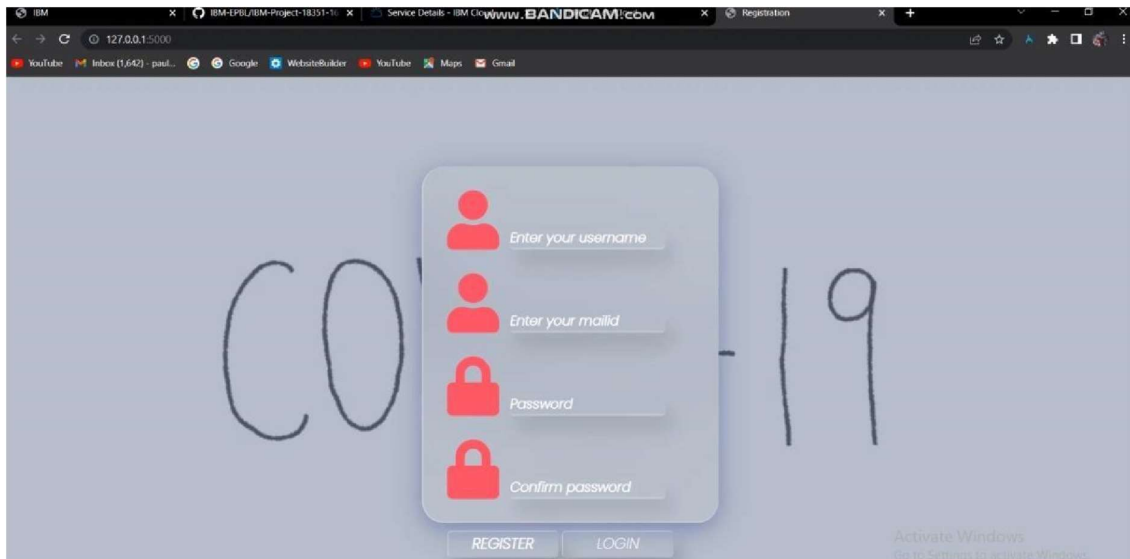 IBM
IBM-EPBL/IBM-Project-18351-16
Service Details - IBM Clo
WWW.BANDICAM.COM
Registration
127.0.0.1:5000
YouTube
Inbox (1,642) - paul...
Google
WebsiteBuilder
YouTube
Maps
Gmail
Enter your username
Enter your mailid
CO
-19
Password
Confirm password
REGISTER
LOGIN
Activate Windows
Go to Settings to activate Windows.